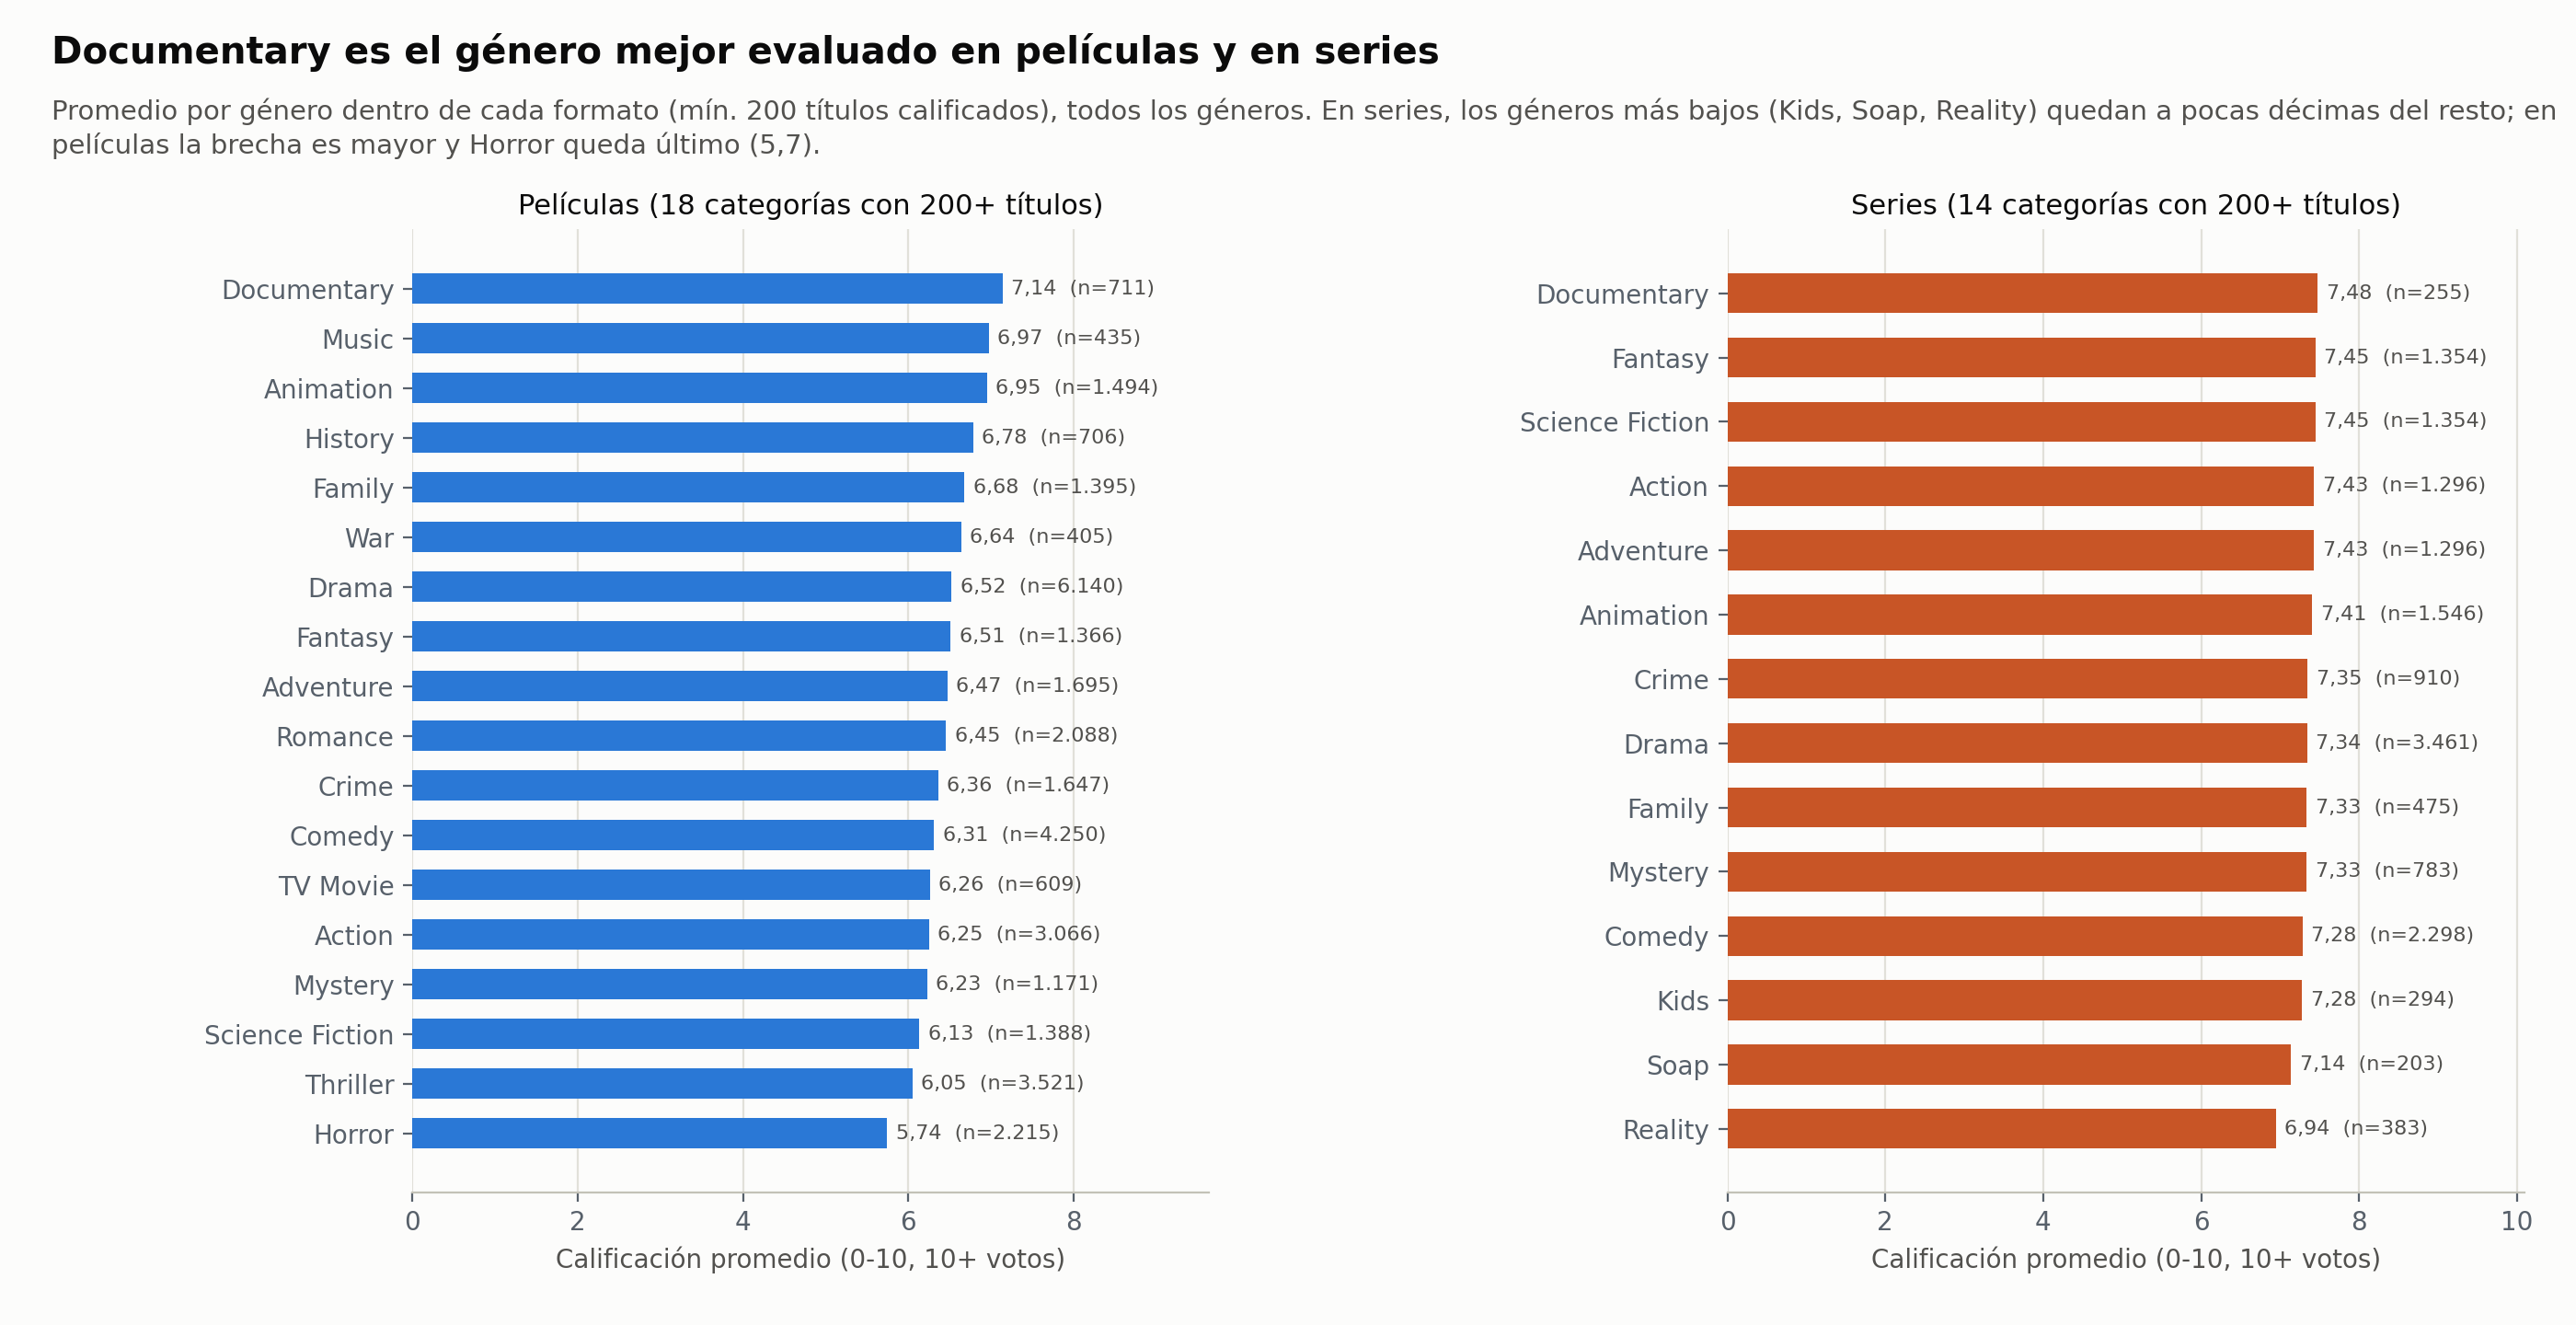 Documentary es el género mejor evaluado en películas y en series
Promedio por género dentro de cada formato (mín. 200 títulos calificados), todos los géneros. En series, los géneros más bajos (Kids, Soap, Reality) quedan a pocas décimas del resto; en
películas la brecha es mayor y Horror queda último (5,7).
Películas (18 categorías con 200+ títulos)
Documentary 7,14 (n=711)
Music 6,97 (n=435)
Animation 6,95 (n=1.494)
History 6,78 (n=706)
Family 6,68 (n=1.395)
War 6,64 (n=405)
Drama 6,52 (n=6.140)
Fantasy 6,51 (n=1.366)
Adventure 6,47 (n=1.695)
Romance 6,45 (n=2.088)
Crime 6,36 (n=1.647)
Comedy 6,31 (n=4.250)
TV Movie 6,26 (n=609)
Action 6,25 (n=3.066)
Mystery 6,23 (n=1.171)
Science Fiction 6,13 (n=1.388)
Thriller 6,05 (n=3.521)
Horror 5,74 (n=2.215)
0 2 4 6 8
Calificación promedio (0-10, 10+ votos)
Series (14 categorías con 200+ títulos)
Documentary 7,48 (n=255)
Fantasy 7,45 (n=1.354)
Science Fiction 7,45 (n=1.354)
Action 7,43 (n=1.296)
Adventure 7,43 (n=1.296)
Animation 7,41 (n=1.546)
Crime 7,35 (n=910)
Drama 7,34 (n=3.461)
Family 7,33 (n=475)
Mystery 7,33 (n=783)
Comedy 7,28 (n=2.298)
Kids 7,28 (n=294)
Soap 7,14 (n=203)
Reality 6,94 (n=383)
0 2 4 6 8 10
Calificación promedio (0-10, 10+ votos)